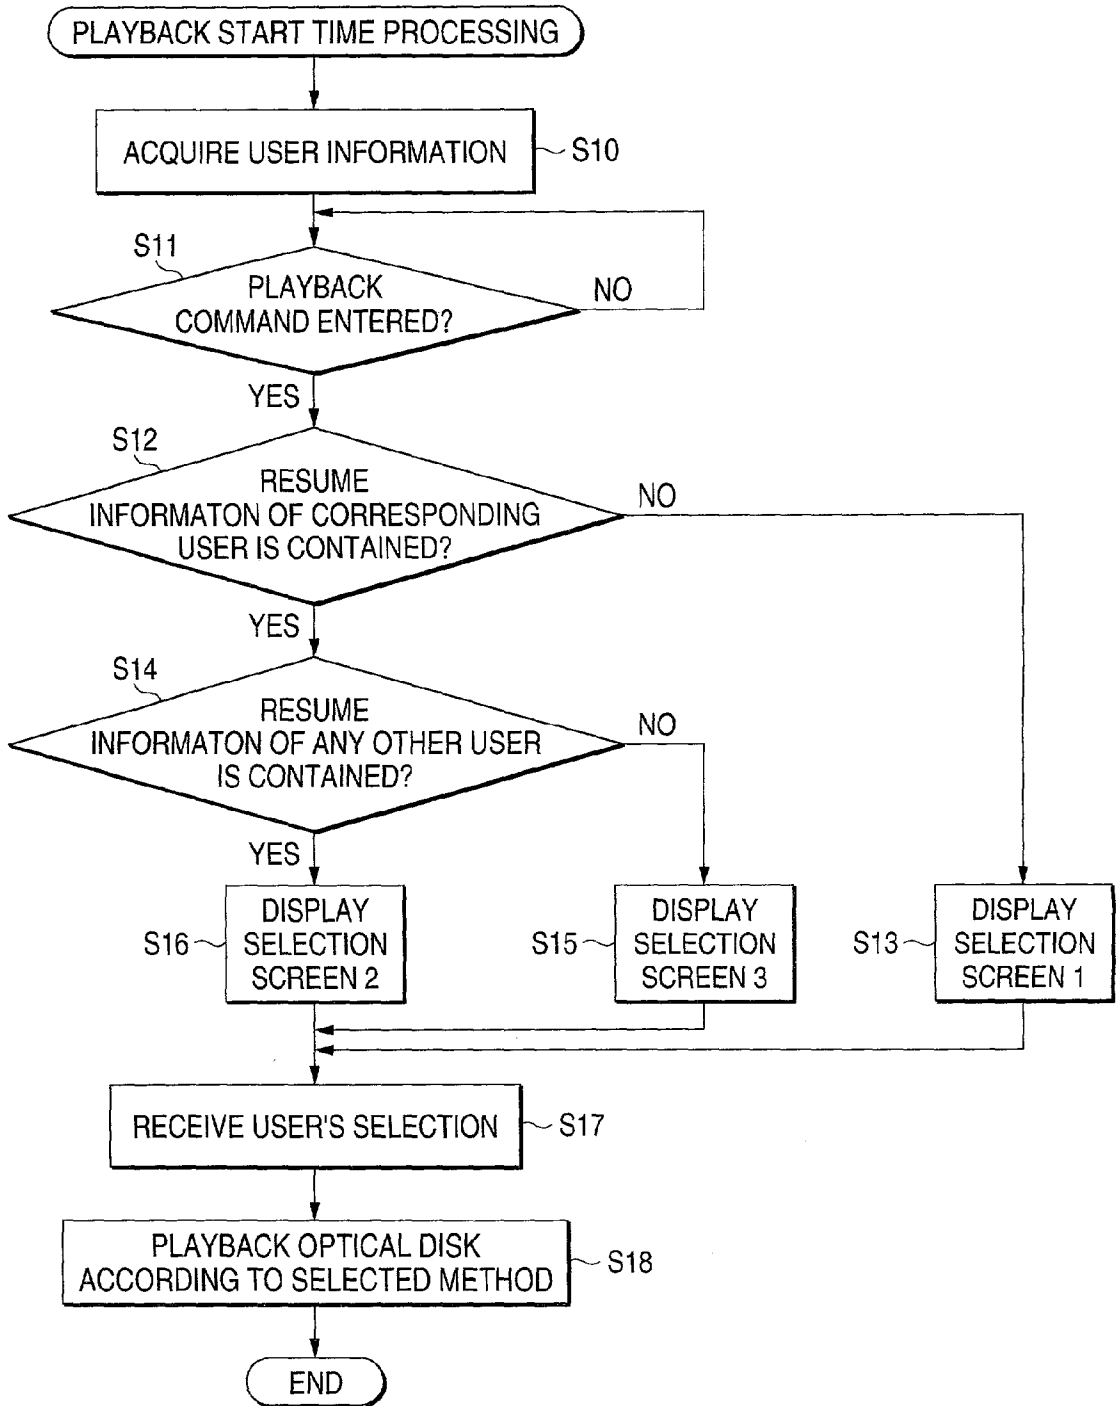 PLAYBACK START TIME PROCESSING
ACQUIRE USER INFORMATION
S10
S11
PLAYBACK
COMMAND ENTERED?
NO
YES
S12
RESUME
INFORMATON OF CORRESPONDING
USER IS CONTAINED?
NO
YES
S14
RESUME
INFORMATON OF ANY OTHER USER
IS CONTAINED?
NO
YES
S16
DISPLAY
SELECTION
SCREEN 2
S15
DISPLAY
SELECTION
SCREEN 3
S13
DISPLAY
SELECTION
SCREEN 1
RECEIVE USER'S SELECTION
S17
PLAYBACK OPTICAL DISK
ACCORDING TO SELECTED METHOD
S18
END